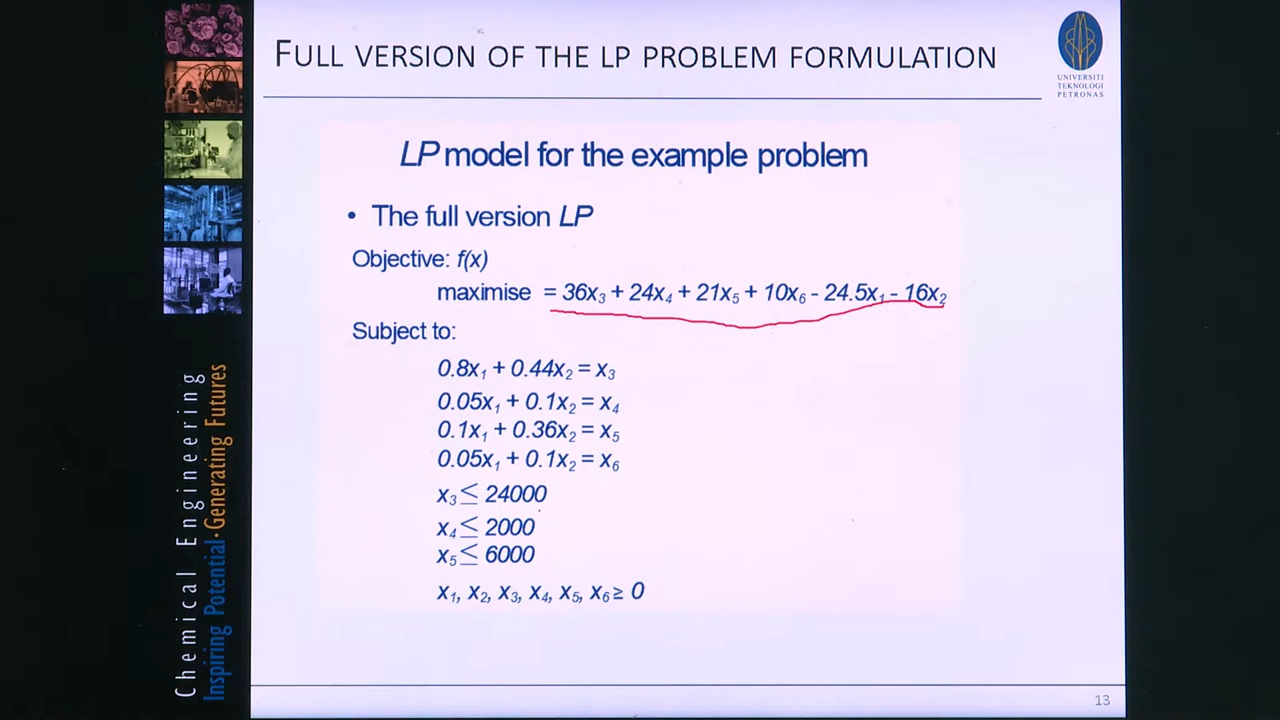 FULL VERSION OF THE LP PROBLEM FORMULATION
UNIVERSITI
TEKNOLOGI
PETRONAS
LP model for the example problem
• The full version LP
Objective: f(x)
maximise = 36x₃ + 24x₄ + 21x₅ + 10x₆ - 24.5x₁ - 16x₂
Subject to:
0.8x₁ + 0.44x₂ = x₃
0.05x₁ + 0.1x₂ = x₄
0.1x₁ + 0.36x₂ = x₅
0.05x₁ + 0.1x₂ = x₆
x₃ ≤ 24000
x₄ ≤ 2000
x₅ ≤ 6000
x₁, x₂, x₃, x₄, x₅, x₆ ≥ 0
Chemical Engineering
Inspiring Potential · Generating Futures
13